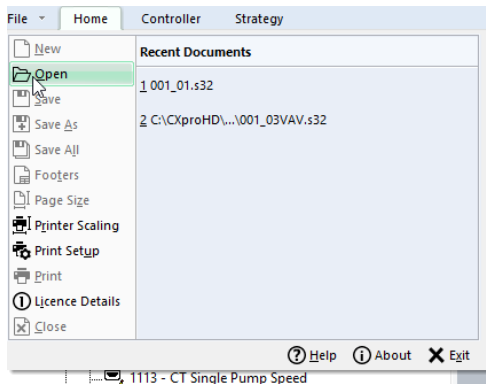 File Home Controller Strategy
New
Open
Save
Save As
Save All
Footers
Page Size
Printer Scaling
Print Setup
Print
Licence Details
Close
Recent Documents
1 001_01.s32
2 C:\CXproHD\...\001_03VAV.s32
Help About Exit
1113 - CT Single Pump Speed